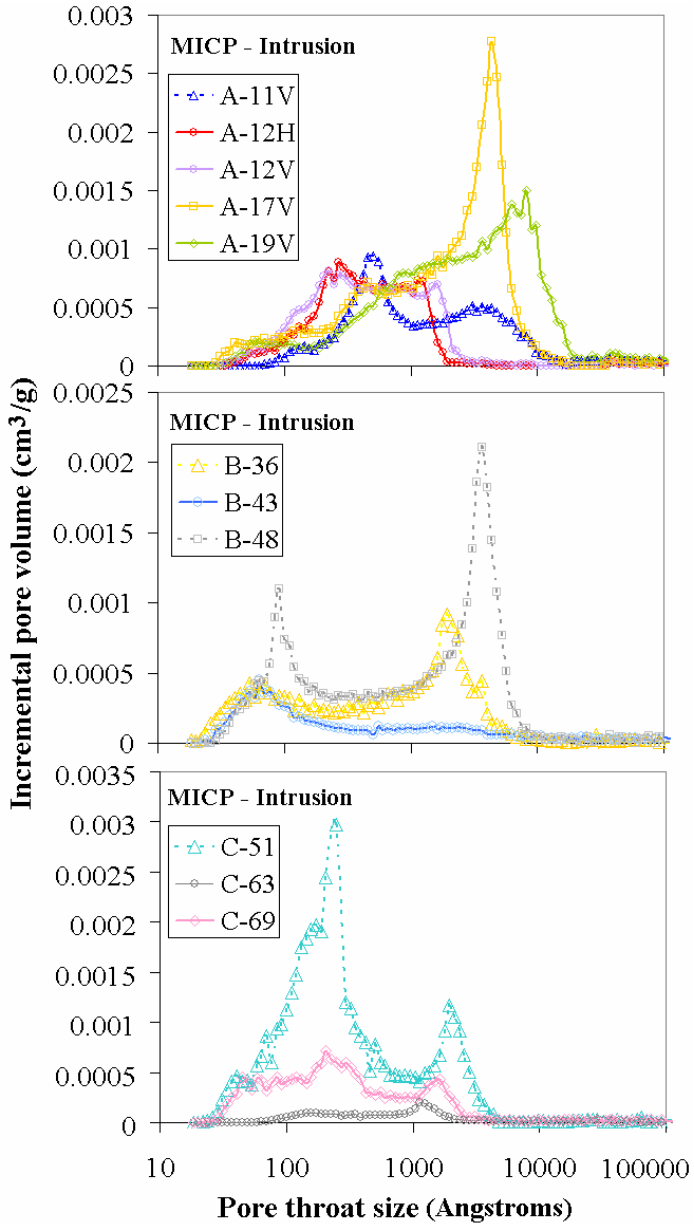 0.003
MICP - Intrusion
0.0025
A-11V
A-12H
0.002
A-12V
A-17V
0.0015
A-19V
0.001
0.0005
0
0.0025
MICP - Intrusion
0.002
B-36
B-43
0.0015
B-48
0.001
0.0005
0
Incremental pore volume (cm³/g)
0.0035
MICP - Intrusion
0.003
C-51
0.0025
C-63
0.002
C-69
0.0015
0.001
0.0005
0
10 100 1000 10000 100000
Pore throat size (Angstroms)